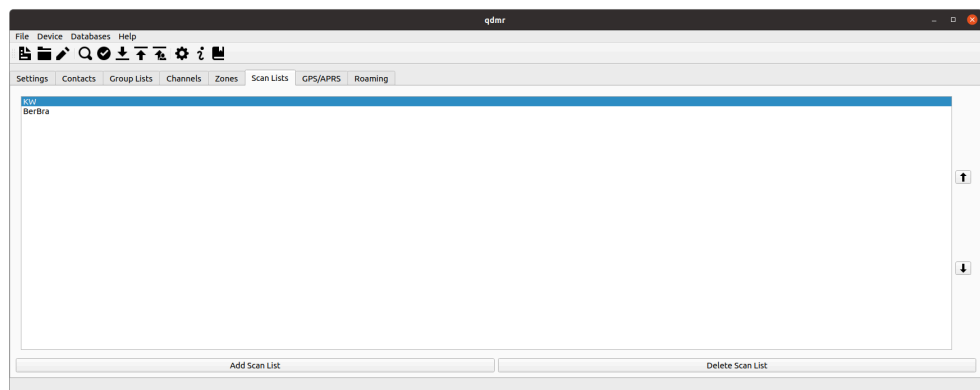 qdmr
File Device Databases Help
Settings Contacts Group Lists Channels Zones Scan Lists GPS/APRS Roaming
KW
BerBra
Add Scan List Delete Scan List